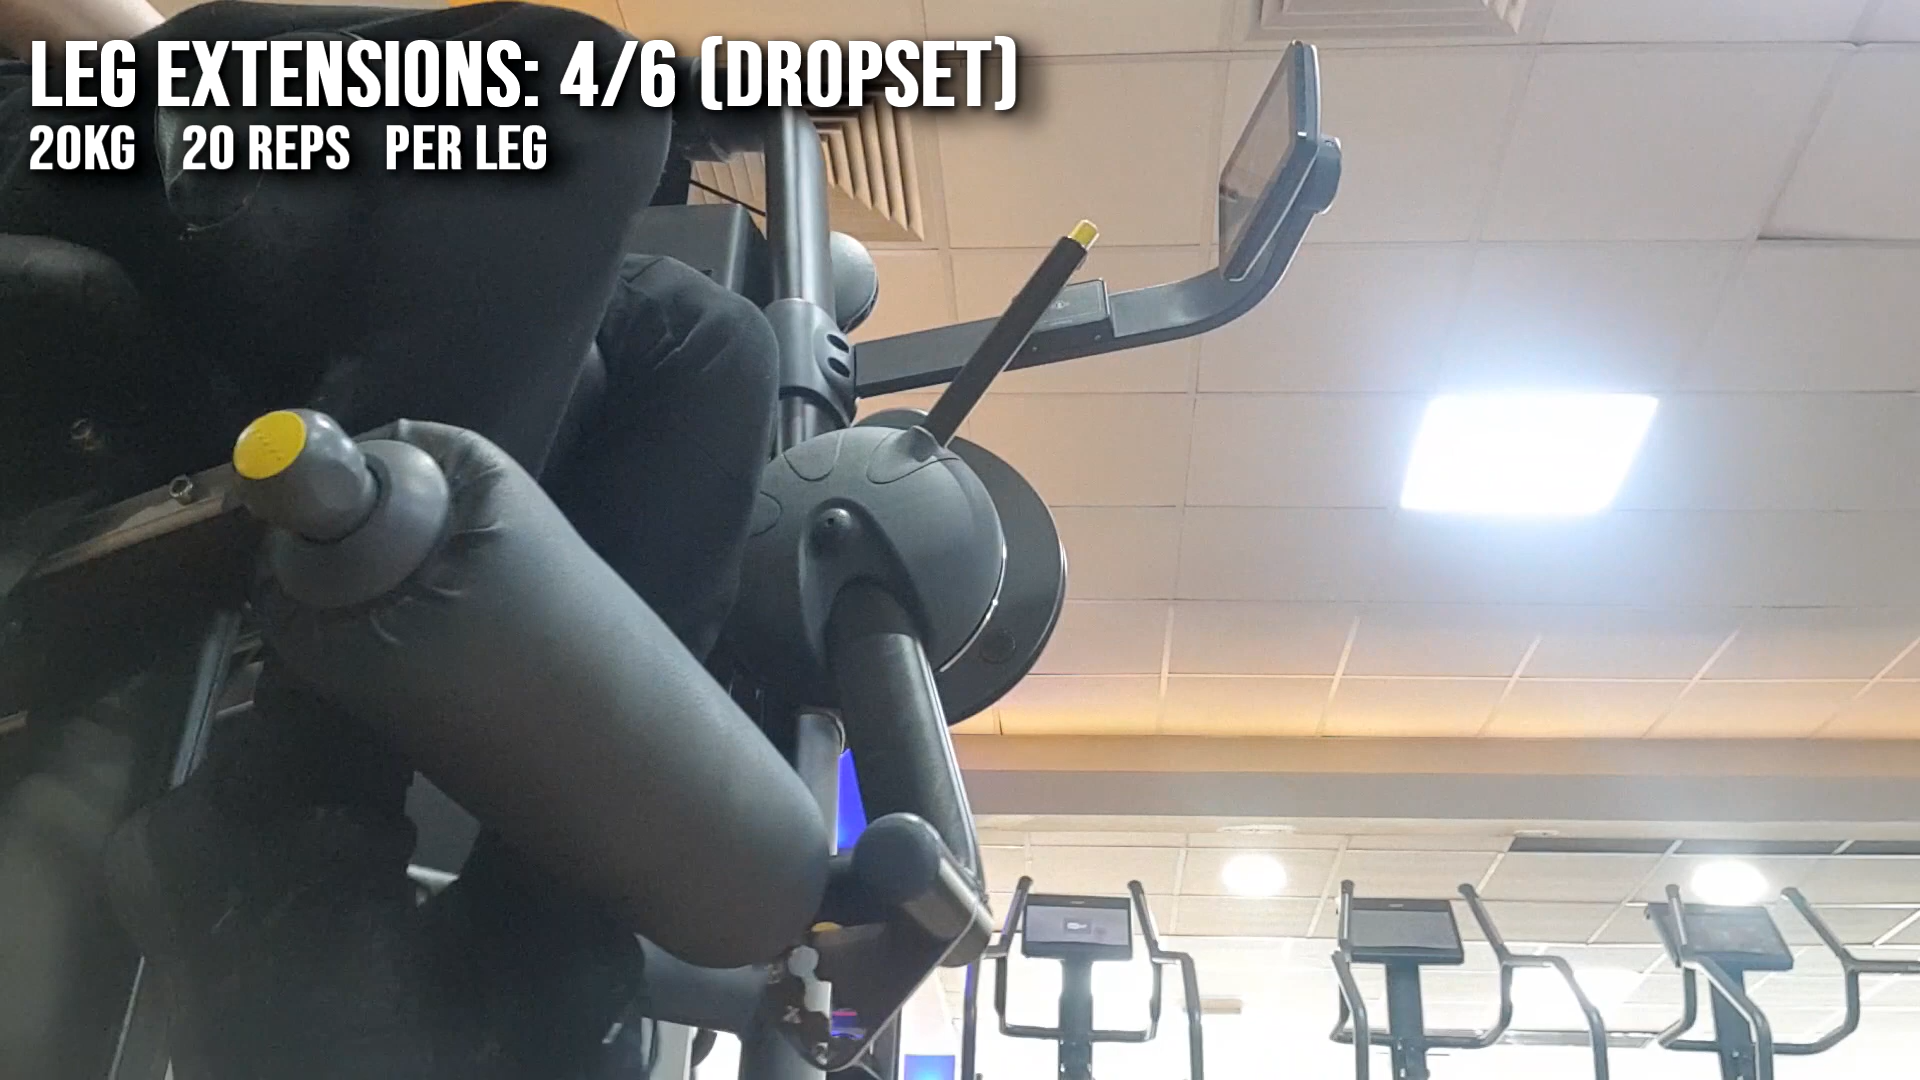 LEG EXTENSIONS: 4/6 (DROPSET)
20KG 20 REPS PER LEG